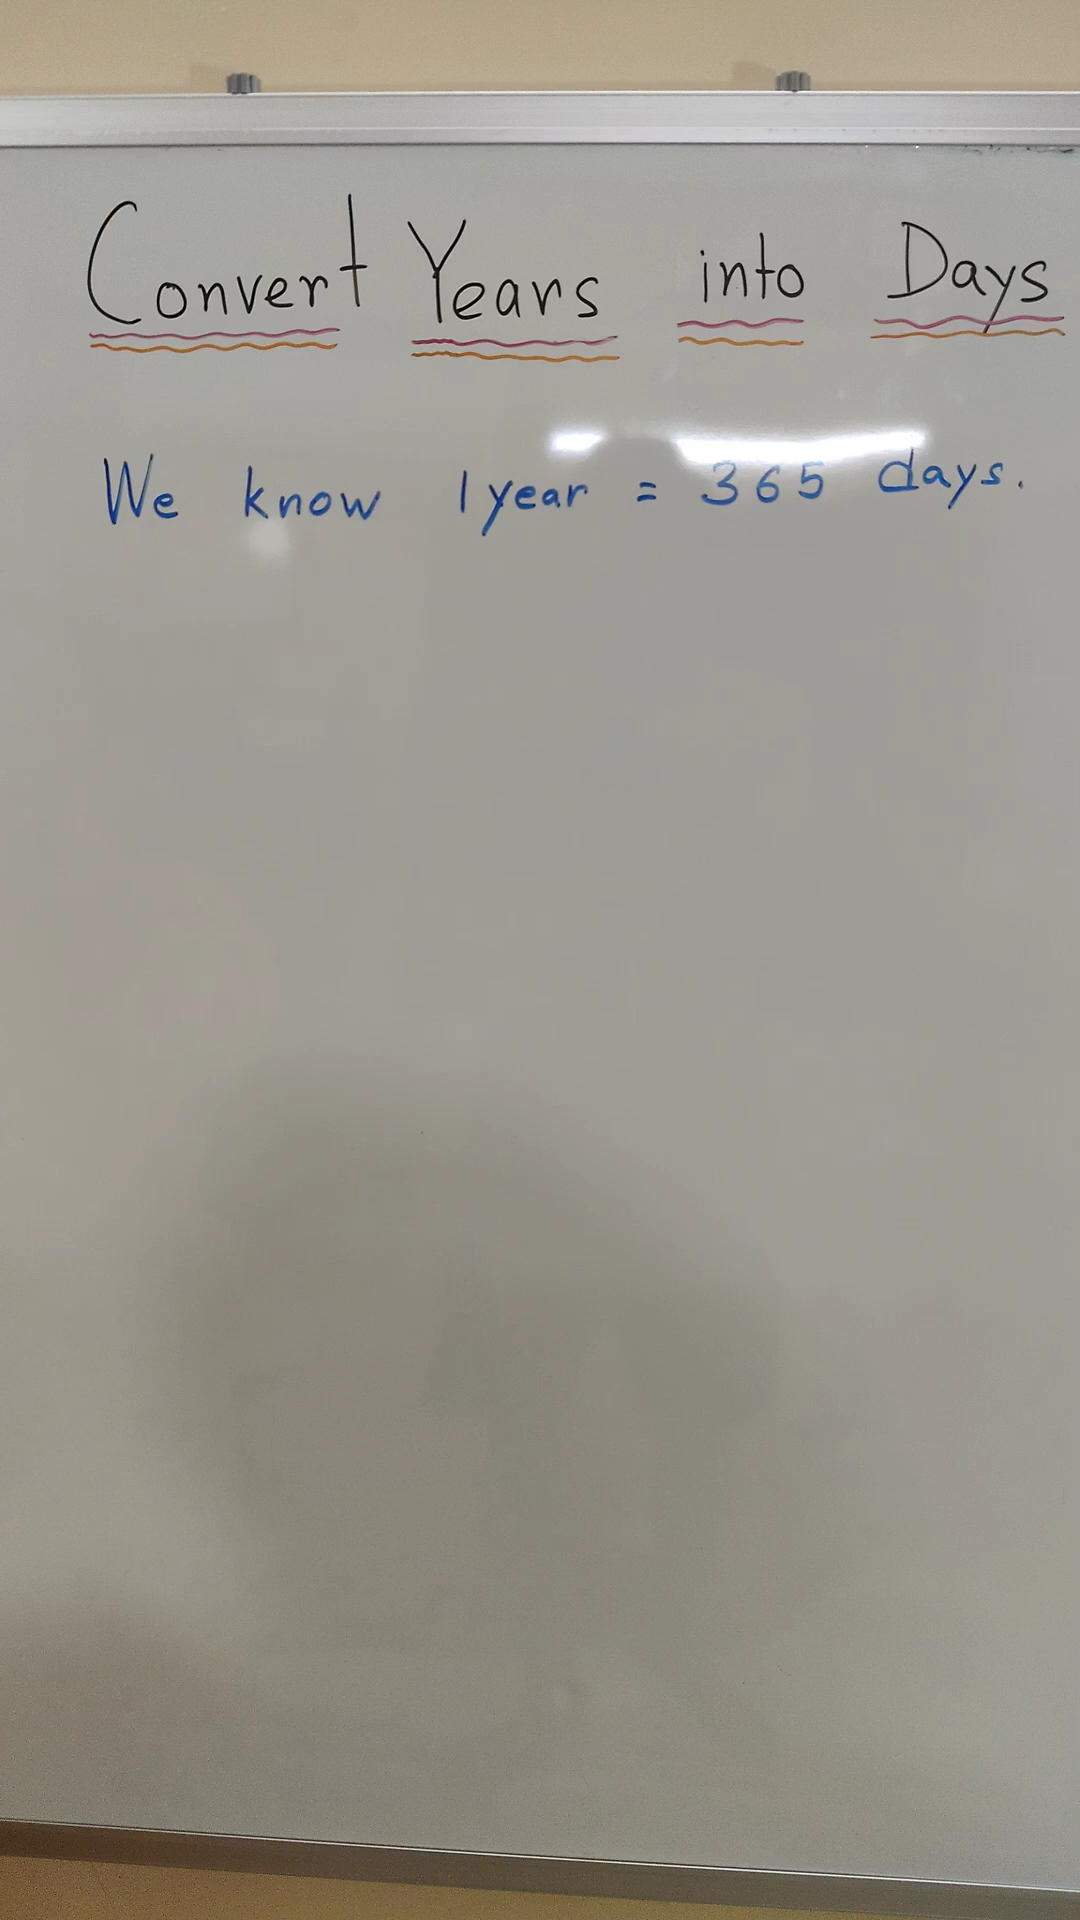 Convert Years into Days
We know 1 year = 365 days.